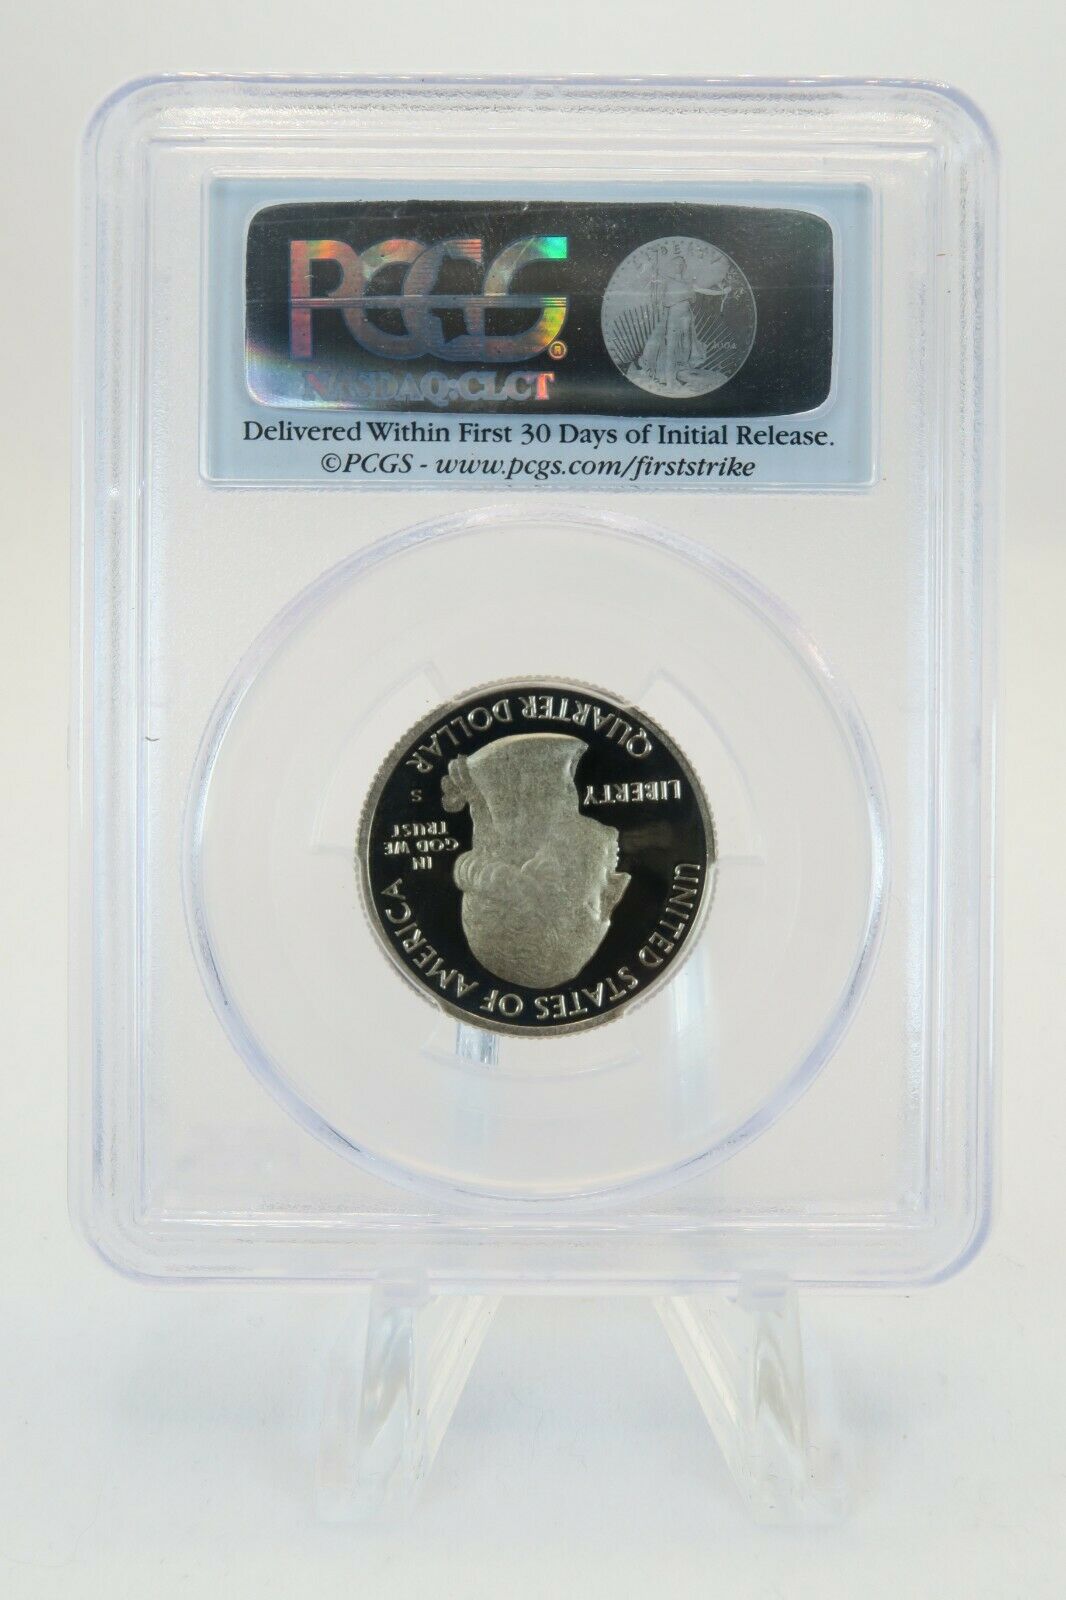 PCGS®
NASDAQ:CLCT
LIBERTY
Delivered Within First 30 Days of Initial Release.
©PCGS - www.pcgs.com/firststrike
UNITED STATES OF AMERICA
LIBERTY
IN
GOD WE
TRUST
S
QUARTER DOLLAR